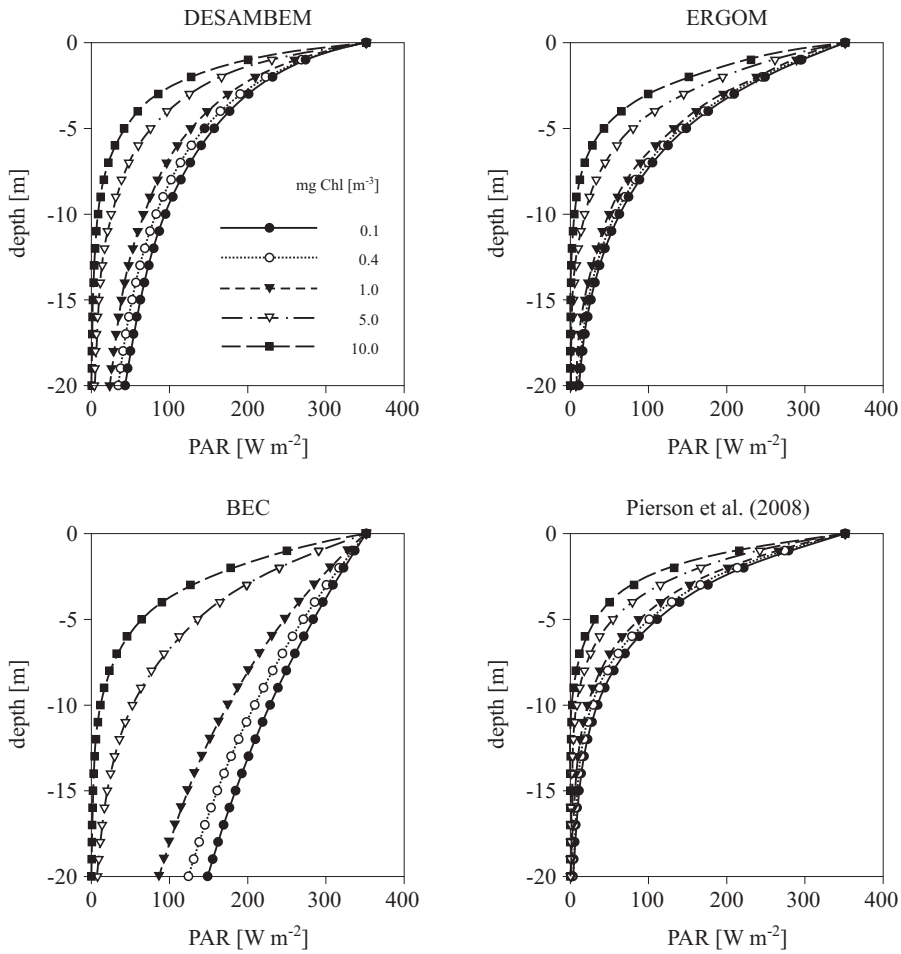 DESAMBEM
0
-5
-10
-15
-20
depth [m]
mg Chl [m-3]
0.1
0.4
1.0
5.0
10.0
0 100 200 300 400
PAR [W m-2]
ERGOM
0
-5
-10
-15
-20
depth [m]
0 100 200 300 400
PAR [W m-2]
BEC
0
-5
-10
-15
-20
depth [m]
0 100 200 300 400
PAR [W m-2]
Pierson et al. (2008)
0
-5
-10
-15
-20
depth [m]
0 100 200 300 400
PAR [W m-2]